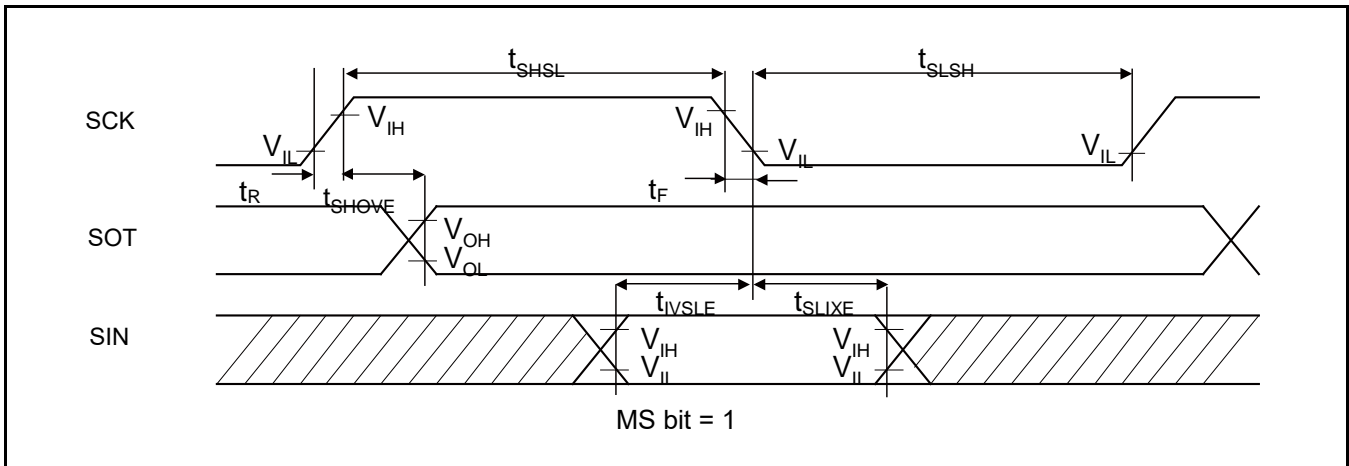 tSHSL
tSLSH
SCK
VIH
VIH
VIL
VIL
VIL
tR
tSHOVE
tF
SOT
VOH
VOL
tIVSLE
tSLIXE
SIN
VIH
VIH
VIL
VIL
MS bit = 1